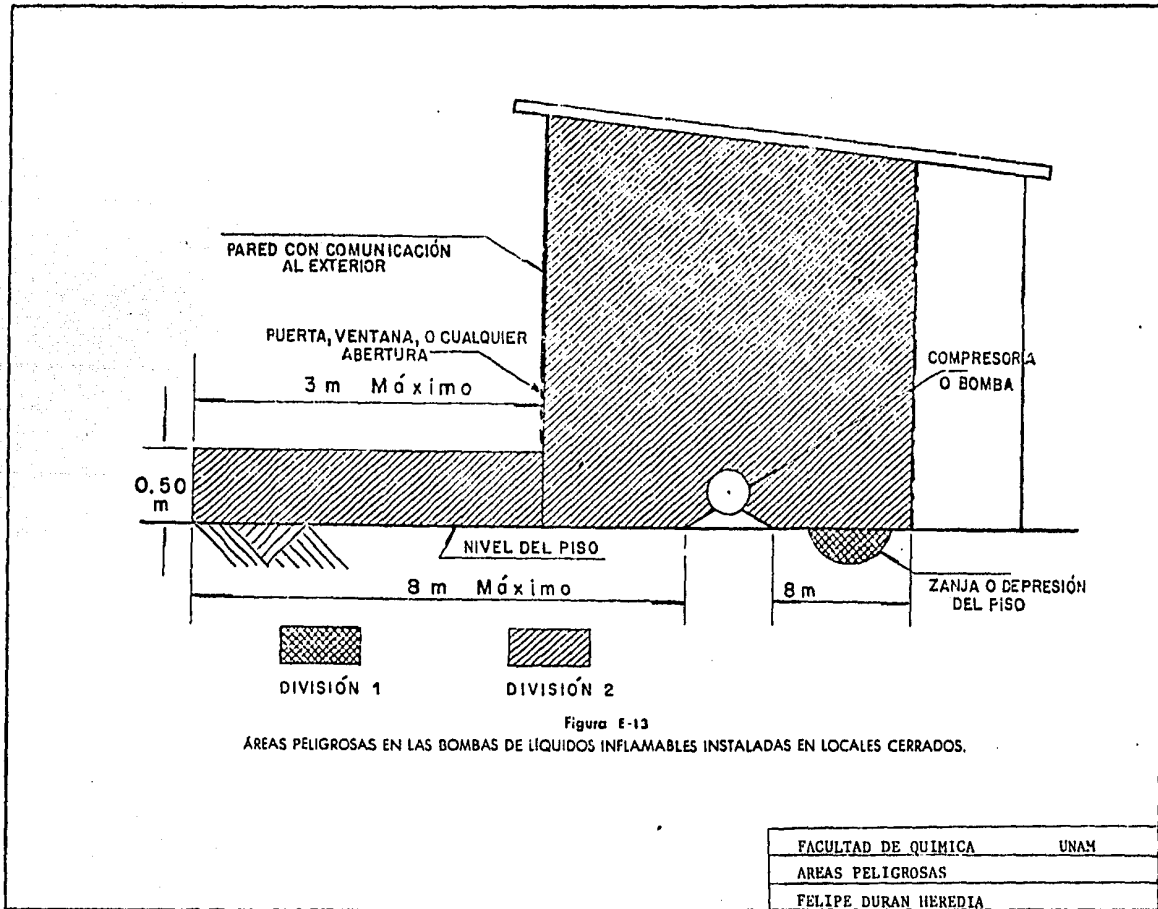 PARED CON COMUNICACIÓN
AL EXTERIOR
PUERTA, VENTANA, O CUALQUIER
ABERTURA
3 m Máximo
COMPRESORA
O BOMBA
0.50
m
NIVEL DEL PISO
8 m Máximo
8 m
ZANJA O DEPRESIÓN
DEL PISO
DIVISIÓN 1
DIVISIÓN 2
Figura E-13
ÁREAS PELIGROSAS EN LAS BOMBAS DE LÍQUIDOS INFLAMABLES INSTALADAS EN LOCALES CERRADOS.
FACULTAD DE QUIMICA UNAM
AREAS PELIGROSAS
FELIPE DURAN HEREDIA